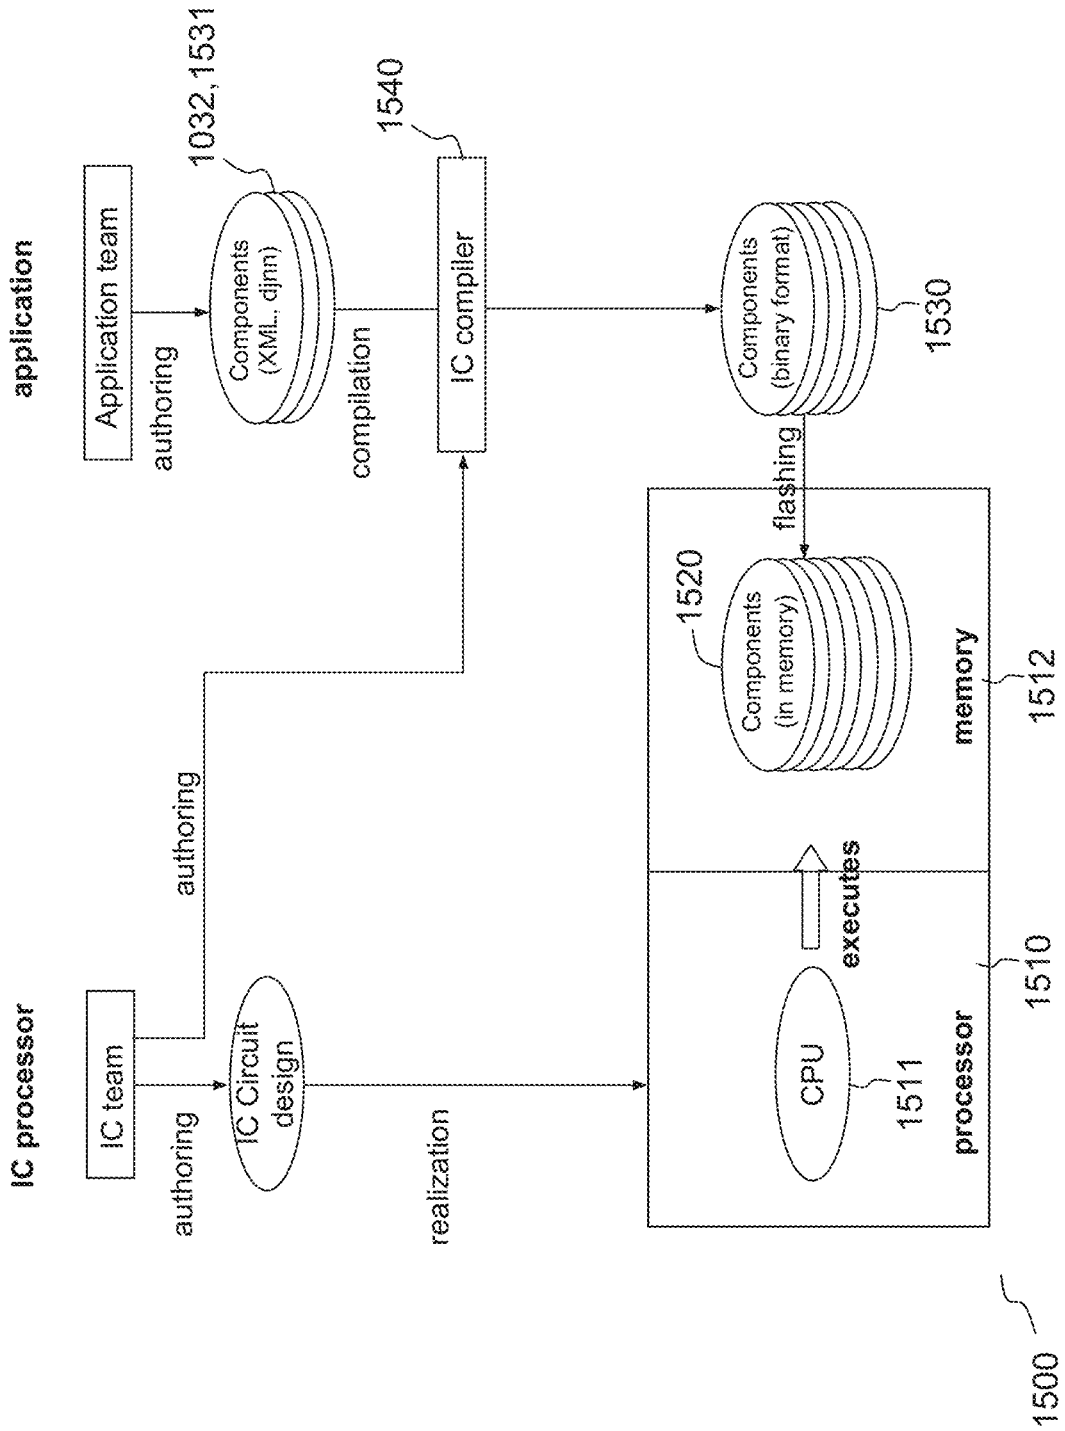 IC processor
application
IC team
Application team
authoring
authoring
authoring
1032,1531
IC Circuit
design
Components
(XML, djnn)
realization
compilation
1540
IC compiler
CPU
1511
executes
processor
1510
1520
Components
(in memory)
memory
1512
flashing
Components
(binary format)
1530
1500